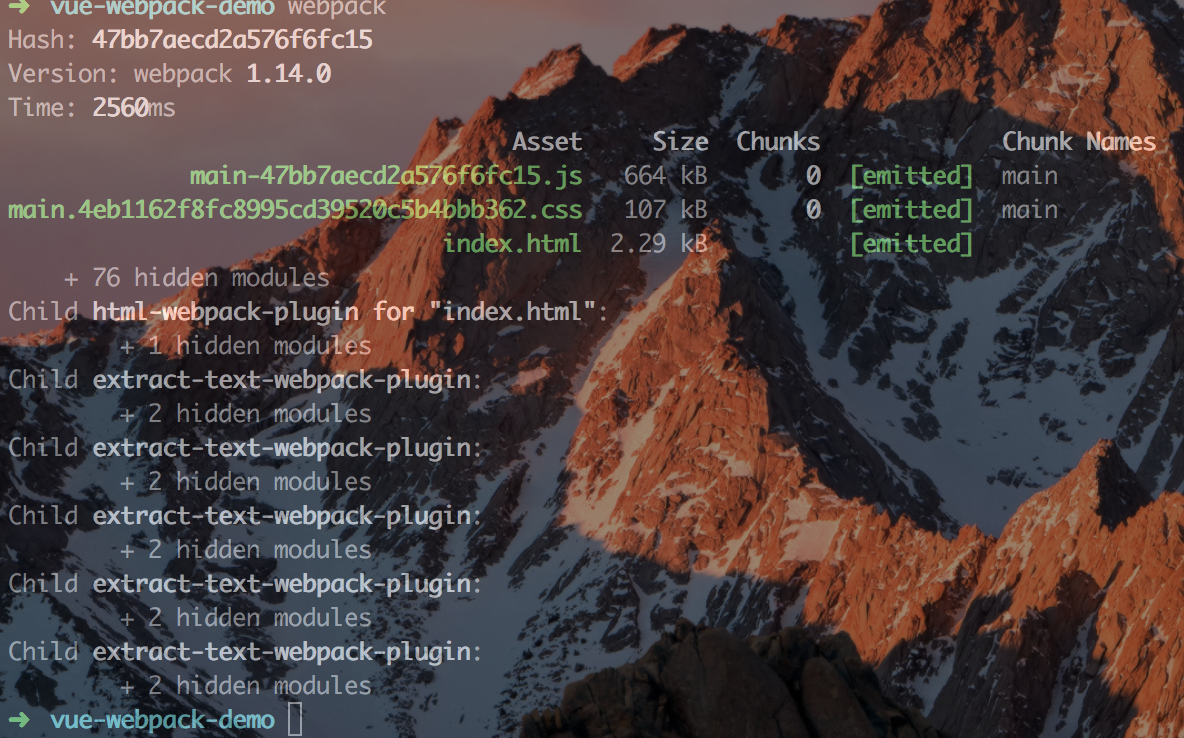 ➜ vue-webpack-demo webpack
Hash: 47bb7aecd2a576f6fc15
Version: webpack 1.14.0
Time: 2560ms
Asset Size Chunks Chunk Names
main-47bb7aecd2a576f6fc15.js 664 kB 0 [emitted] main
main.4eb1162f8fc8995cd39520c5b4bbb362.css 107 kB 0 [emitted] main
index.html 2.29 kB [emitted]
+ 76 hidden modules
Child html-webpack-plugin for "index.html":
+ 1 hidden modules
Child extract-text-webpack-plugin:
+ 2 hidden modules
Child extract-text-webpack-plugin:
+ 2 hidden modules
Child extract-text-webpack-plugin:
+ 2 hidden modules
Child extract-text-webpack-plugin:
+ 2 hidden modules
Child extract-text-webpack-plugin:
+ 2 hidden modules
➜ vue-webpack-demo